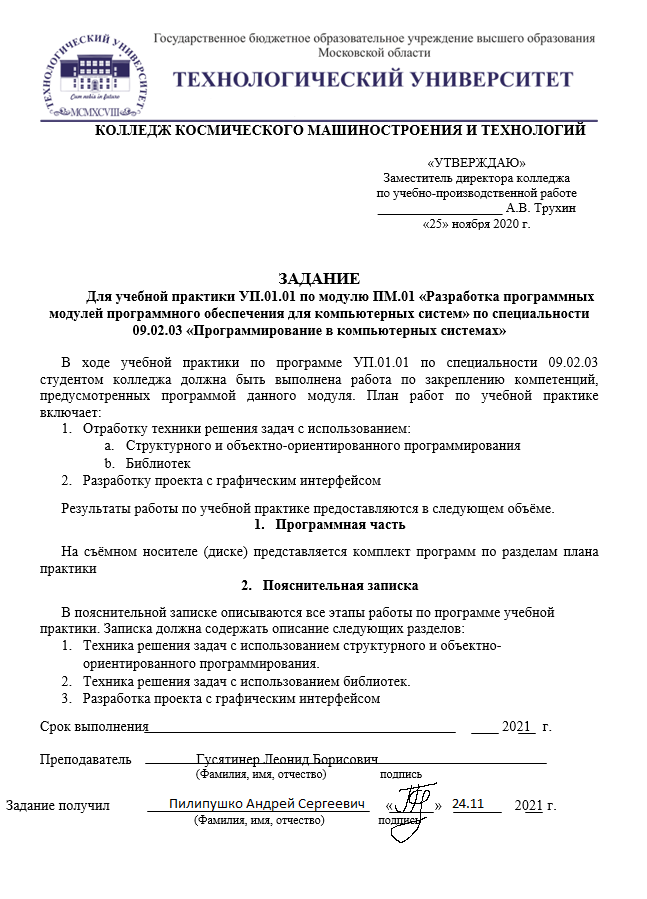 ТЕХНОЛОГИЧЕСКИЙ УНИВЕРСИТЕТ
Cum nobis in futuro
MCMXCVIII
Государственное бюджетное образовательное учреждение высшего образования
Московской области
ТЕХНОЛОГИЧЕСКИЙ УНИВЕРСИТЕТ
КОЛЛЕДЖ КОСМИЧЕСКОГО МАШИНОСТРОЕНИЯ И ТЕХНОЛОГИЙ
«УТВЕРЖДАЮ»
Заместитель директора колледжа
по учебно-производственной работе
____________________ А.В. Трухин
«25» ноября 2020 г.
ЗАДАНИЕ
Для учебной практики УП.01.01 по модулю ПМ.01 «Разработка программных
модулей программного обеспечения для компьютерных систем» по специальности
09.02.03 «Программирование в компьютерных системах»
В ходе учебной практики по программе УП.01.01 по специальности 09.02.03
студентом колледжа должна быть выполнена работа по закреплению компетенций,
предусмотренных программой данного модуля. План работ по учебной практике
включает:
1. Отработку техники решения задач с использованием:
a. Структурного и объектно-ориентированного программирования
b. Библиотек
2. Разработку проекта с графическим интерфейсом
Результаты работы по учебной практике предоставляются в следующем объёме.
1. Программная часть
На съёмном носителе (диске) представляется комплект программ по разделам плана
практики
2. Пояснительная записка
В пояснительной записке описываются все этапы работы по программе учебной
практики. Записка должна содержать описание следующих разделов:
1. Техника решения задач с использованием структурного и объектно-
ориентированного программирования.
2. Техника решения задач с использованием библиотек.
3. Разработка проекта с графическим интерфейсом
Срок выполнения ____ 2021 г.
Преподаватель Гусятинер Леонид Борисович
(Фамилия, имя, отчество) подпись
Задание получил Пилипушко Андрей Сергеевич «____» 24.11 2021 г.
(Фамилия, имя, отчество) подпись